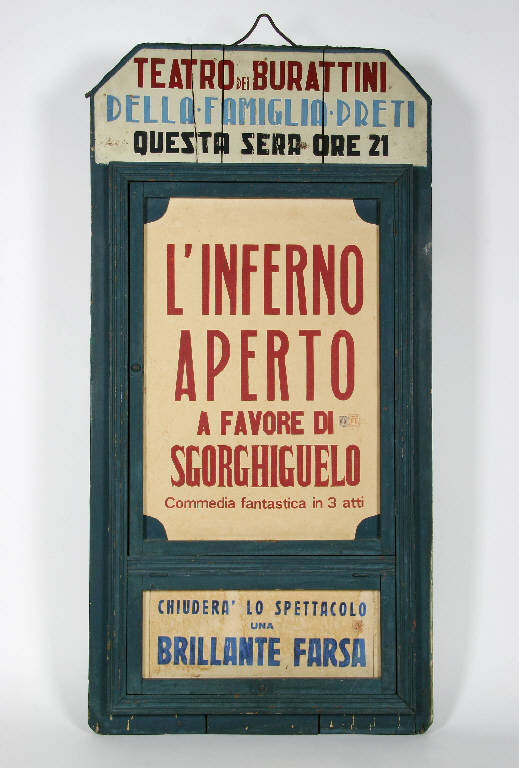 TEATRO DEI BURATTINI
DELLA·FAMIGLIA·PRETI
QUESTA SERA ORE 21
L'INFERNO
APERTO
A FAVORE DI
SGORGHIGUELO
Commedia fantastica in 3 atti
CHIUDERA' LO SPETTACOLO
UNA
BRILLANTE FARSA